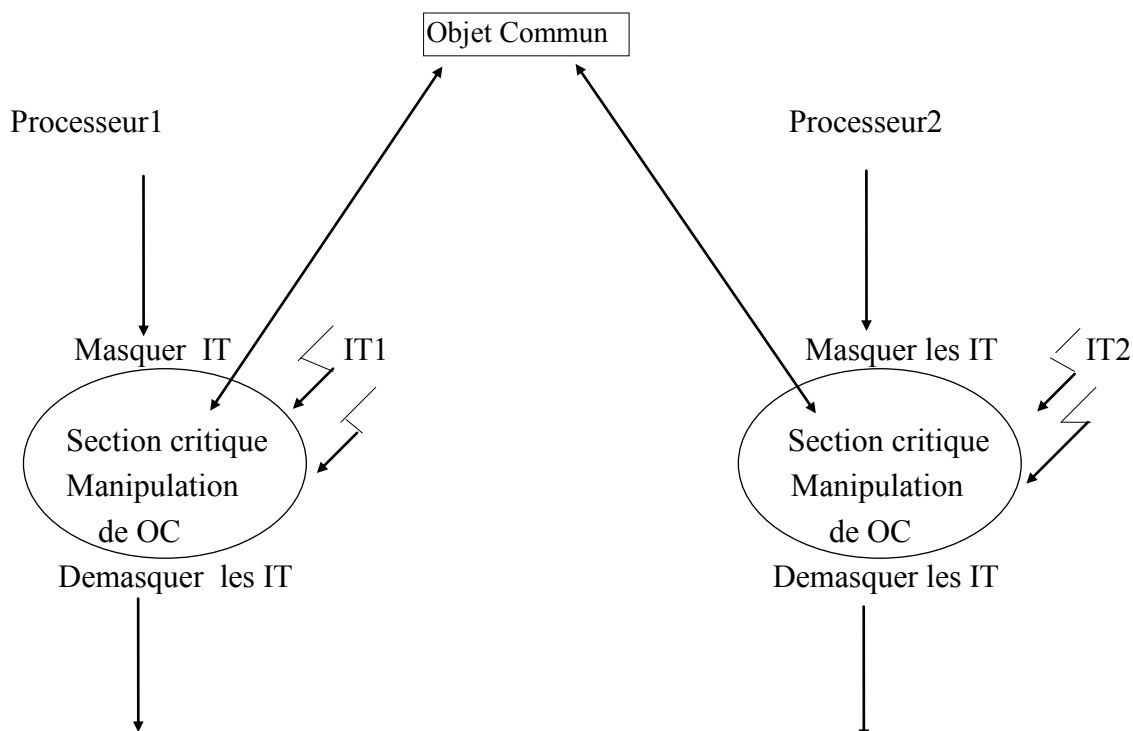 Objet Commun
Processeur1
Processeur2
Masquer IT
IT1
Masquer les IT
IT2
Section critique
Manipulation
de OC
Section critique
Manipulation
de OC
Demasquer les IT
Demasquer les IT